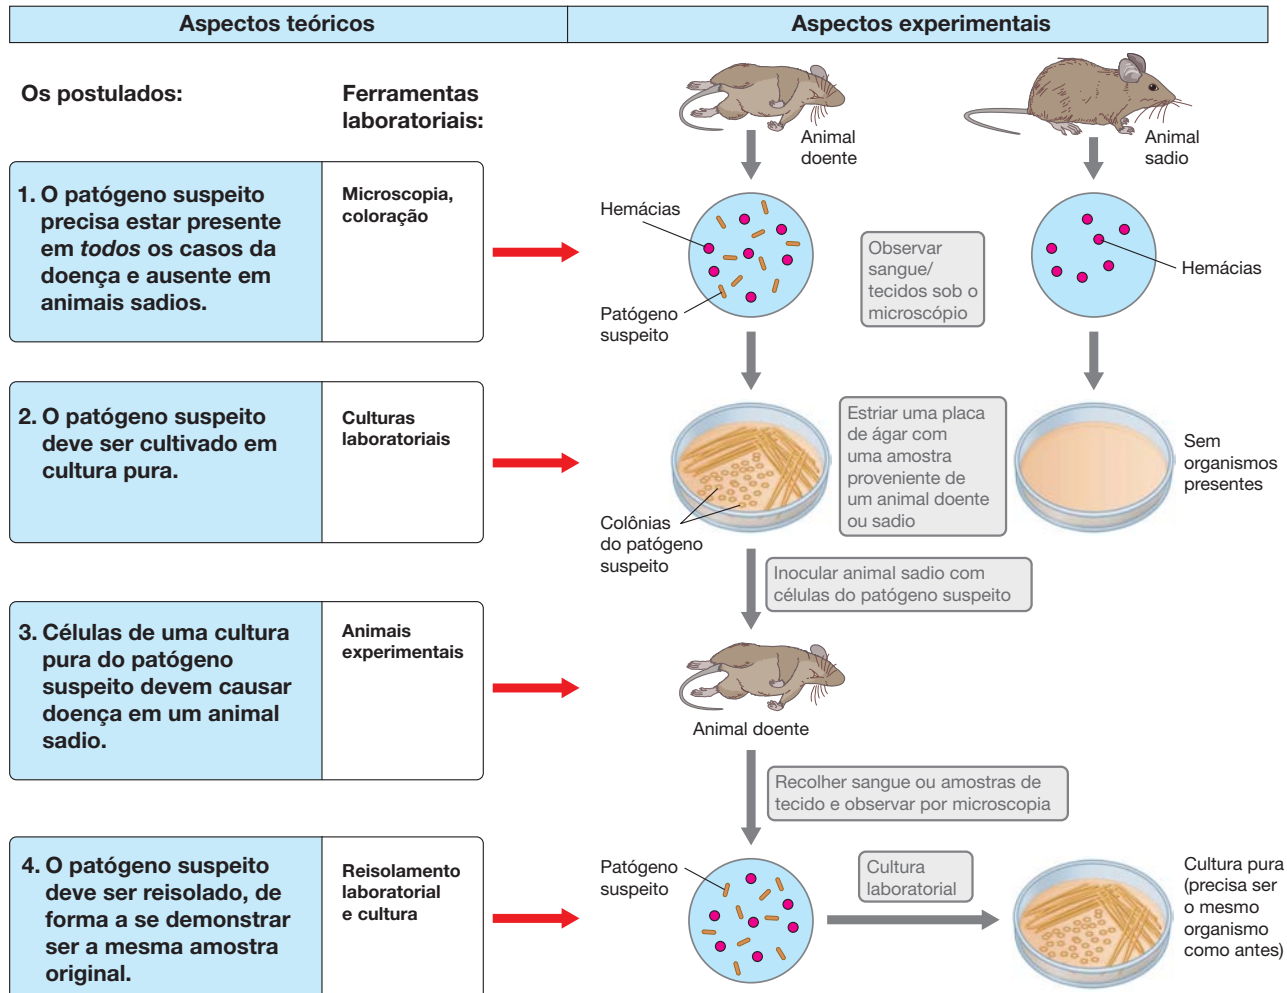 Aspectos teóricos
Aspectos experimentais
Os postulados:
Ferramentas
laboratoriais:
Animal
doente
Animal
sadio
1. O patógeno suspeito
precisa estar presente
em todos os casos da
doença e ausente em
animais sadios.
Microscopia,
coloração
Hemácias
Patógeno
suspeito
Observar
sangue/
tecidos sob o
microscópio
Hemácias
2. O patógeno suspeito
deve ser cultivado em
cultura pura.
Culturas
laboratoriais
Colônias
do patógeno
suspeito
Estriar uma placa
de ágar com
uma amostra
proveniente de
um animal doente
ou sadio
Sem
organismos
presentes
Inocular animal sadio com
células do patógeno suspeito
3. Células de uma cultura
pura do patógeno
suspeito devem causar
doença em um animal
sadio.
Animais
experimentais
Animal doente
Recolher sangue ou amostras de
tecido e observar por microscopia
4. O patógeno suspeito
deve ser reisolado, de
forma a se demonstrar
ser a mesma amostra
original.
Reisolamento
laboratorial
e cultura
Patógeno
suspeito
Cultura
laboratorial
Cultura pura
(precisa ser
o mesmo
organismo
como antes)